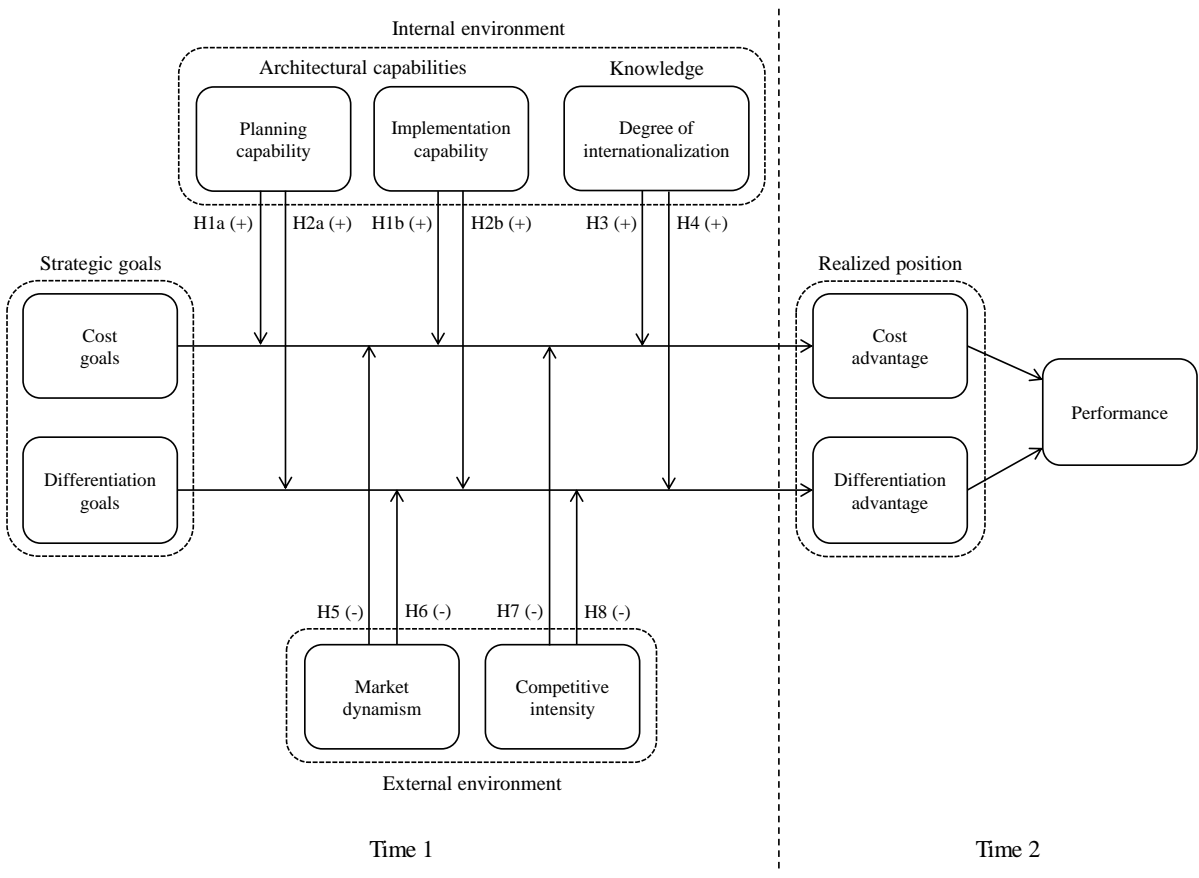 Internal environment
Architectural capabilities
Knowledge
Planning
capability
Implementation
capability
Degree of
internationalization
H1a (+)
H2a (+)
H1b (+)
H2b (+)
H3 (+)
H4 (+)
Strategic goals
Realized position
Cost
goals
Cost
advantage
Performance
Differentiation
goals
Differentiation
advantage
H5 (-)
H6 (-)
H7 (-)
H8 (-)
Market
dynamism
Competitive
intensity
External environment
Time 1
Time 2